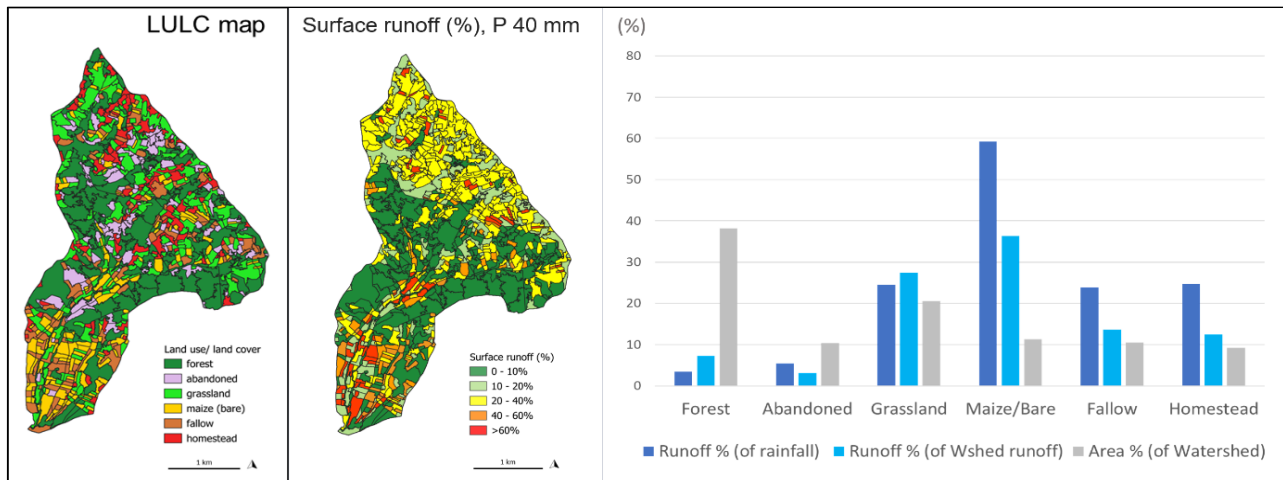 LULC map
Land use/ land cover
forest
abandoned
grassland
maize (bare)
fallow
homestead
1 km
Surface runoff (%), P 40 mm
Surface runoff (%)
0 - 10%
10 - 20%
20 - 40%
40 - 60%
>60%
1 km
(%)
80
70
60
50
40
30
20
10
0
Forest Abandoned Grassland Maize/Bare Fallow Homestead
Runoff % (of rainfall) Runoff % (of Wshed runoff) Area % (of Watershed)